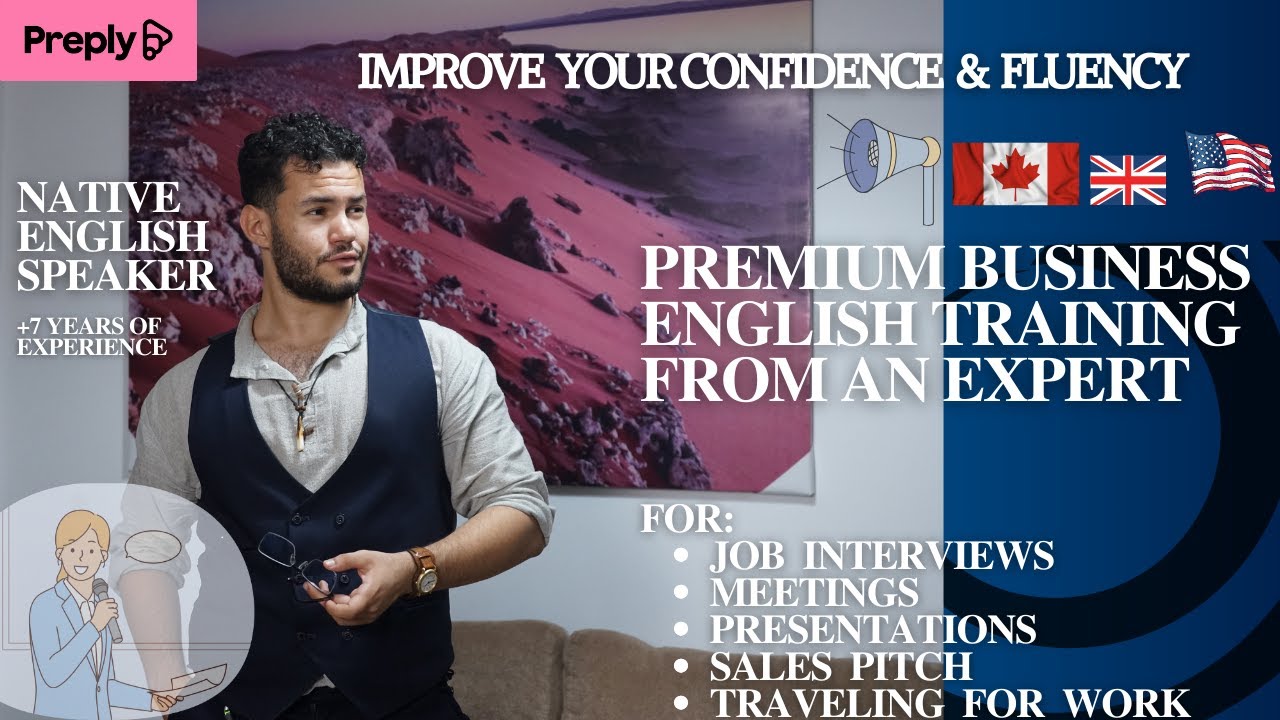 Preply
IMPROVE YOUR CONFIDENCE & FLUENCY
NATIVE
ENGLISH
SPEAKER
+7 YEARS OF
EXPERIENCE
PREMIUM BUSINESS
ENGLISH TRAINING
FROM AN EXPERT
FOR:
• JOB INTERVIEWS
• MEETINGS
• PRESENTATIONS
• SALES PITCH
• TRAVELING FOR WORK